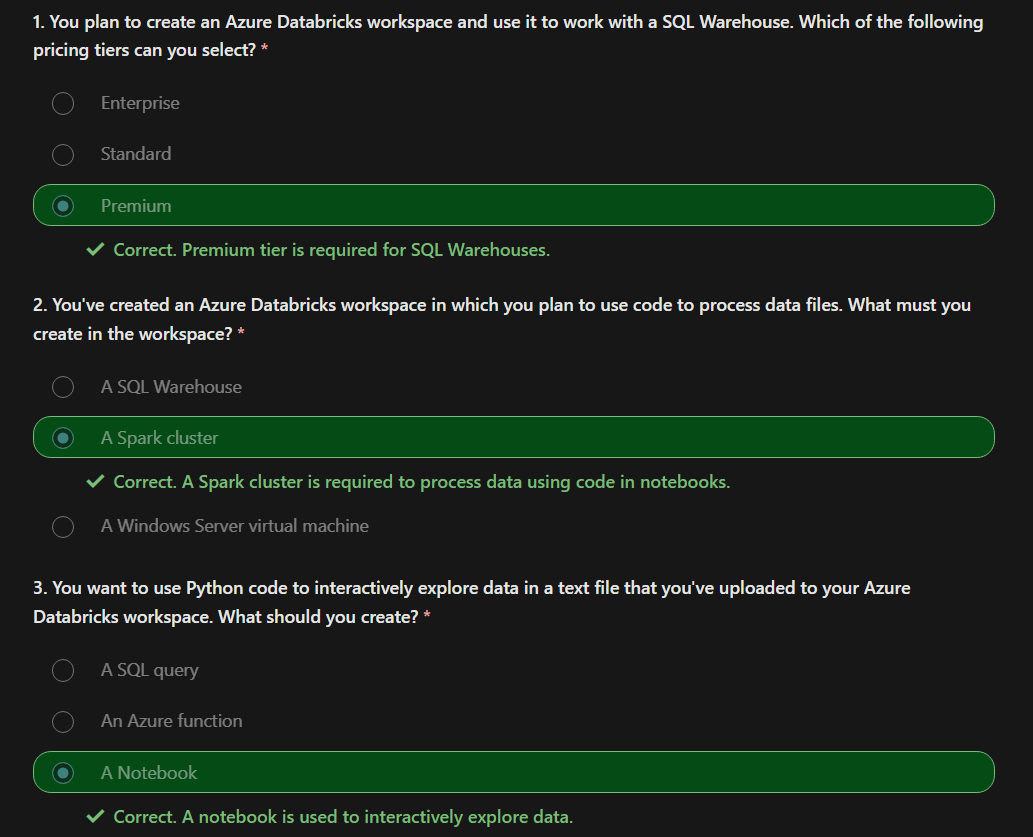 1. You plan to create an Azure Databricks workspace and use it to work with a SQL Warehouse. Which of the following
pricing tiers can you select? *
Enterprise
Standard
Premium
Correct. Premium tier is required for SQL Warehouses.
2. You've created an Azure Databricks workspace in which you plan to use code to process data files. What must you
create in the workspace? *
A SQL Warehouse
A Spark cluster
Correct. A Spark cluster is required to process data using code in notebooks.
A Windows Server virtual machine
3. You want to use Python code to interactively explore data in a text file that you've uploaded to your Azure
Databricks workspace. What should you create? *
A SQL query
An Azure function
A Notebook
Correct. A notebook is used to interactively explore data.